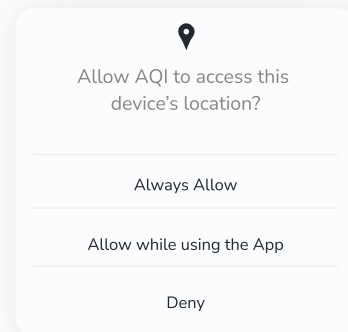 Allow AQI to access this
device's location?
Always Allow
Allow while using the App
Deny